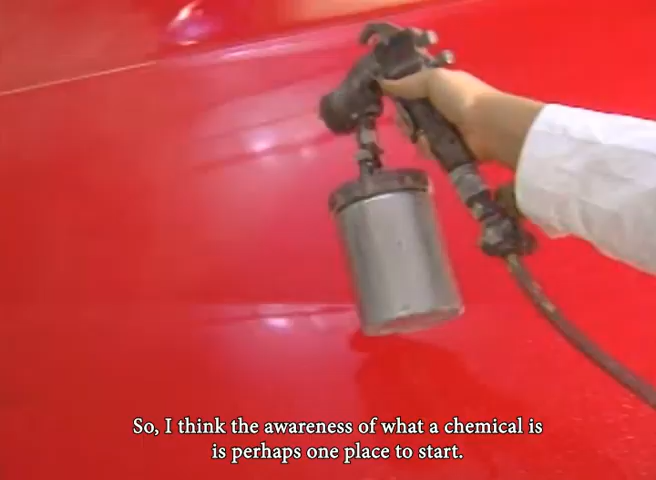 So, I think the awareness of what a chemical is
is perhaps one place to start.